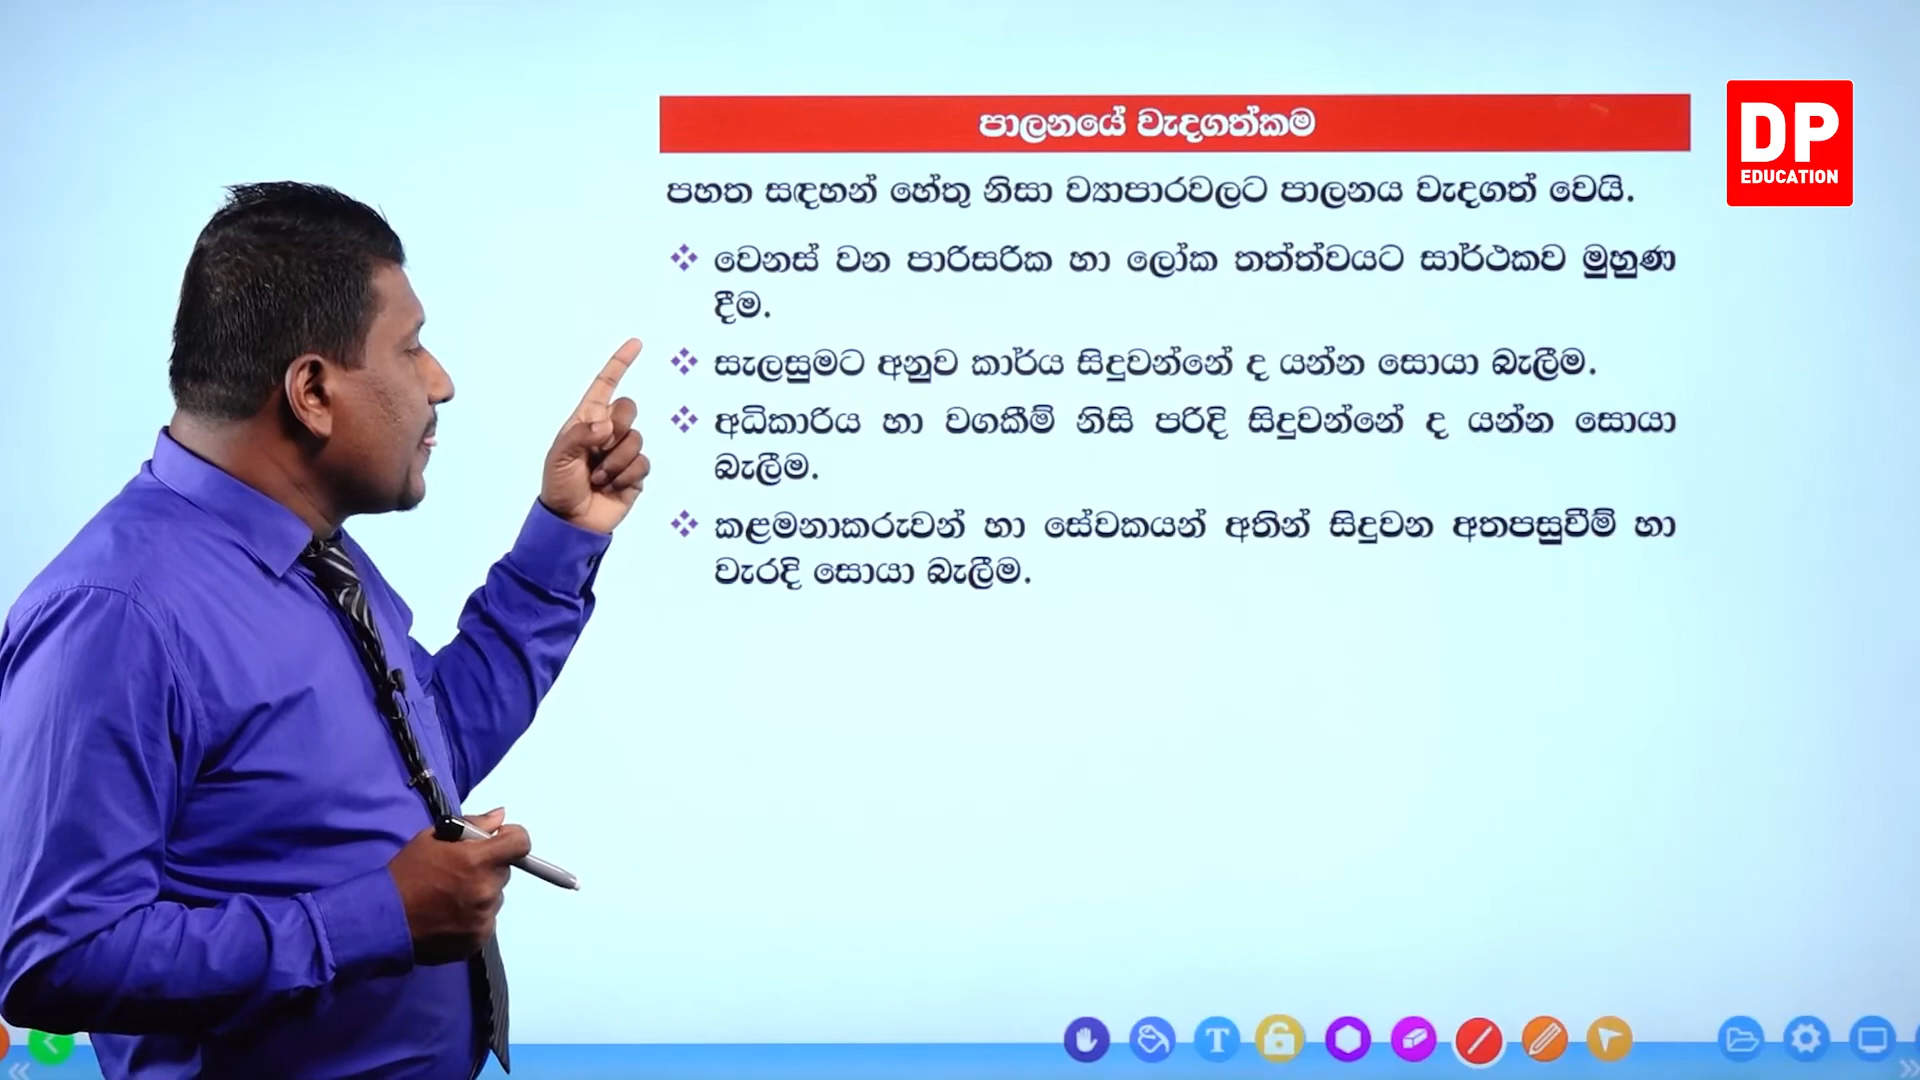 පාලනයේ වැදගත්කම
DP
EDUCATION
පහත සඳහන් හේතු නිසා ව්‍යාපාරවලට පාලනය වැදගත් වෙයි.
වෙනස් වන පාරිසරික හා ලෝක තත්ත්වයට සාර්ථකව මුහුණ
දීම.
සැලසුමට අනුව කාර්ය සිදුවන්නේ ද යන්න සොයා බැලීම.
අධිකාරිය හා වගකීම් නිසි පරිදි සිදුවන්නේ ද යන්න සොයා
බැලීම.
කළමනාකරුවන් හා සේවකයන් අතින් සිදුවන අතපසුවීම් හා
වැරදි සොයා බැලීම.
T